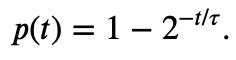 p(t) = 1 − 2^{−t/τ}.